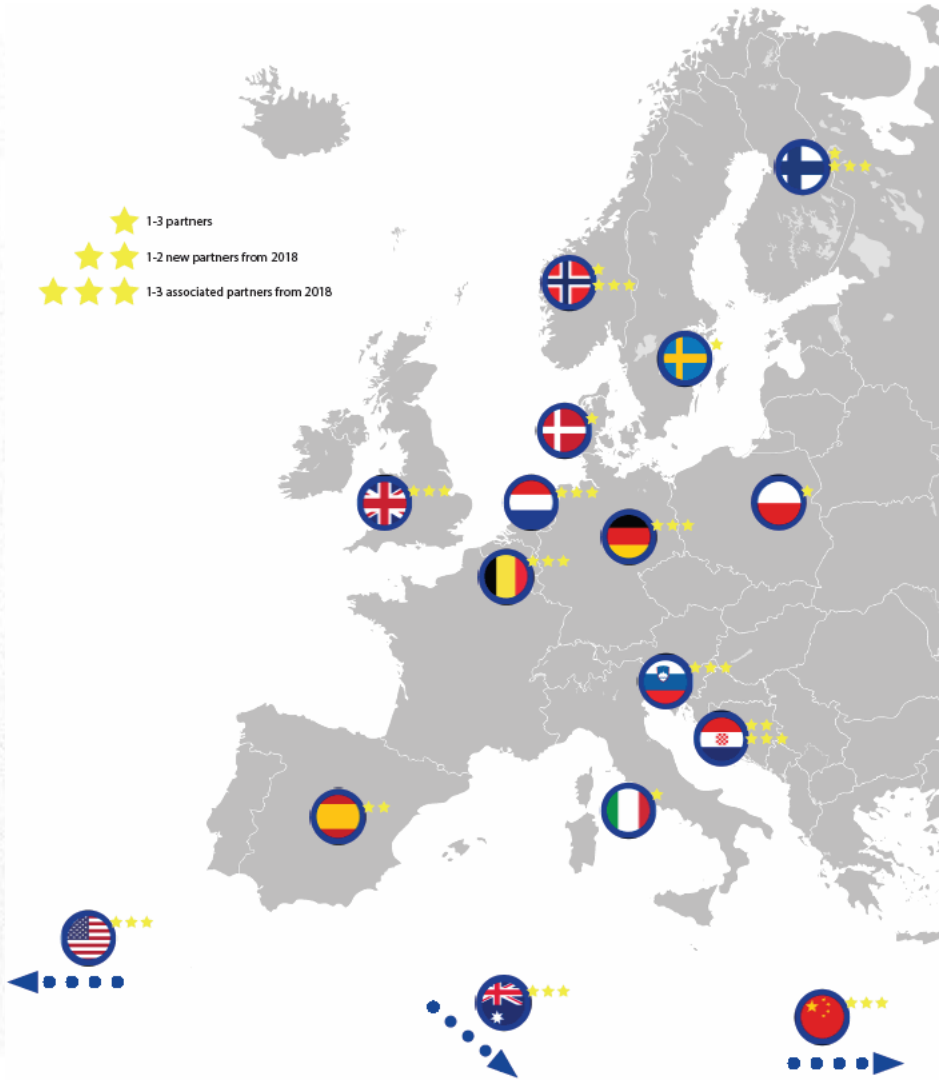 1-3 partners
1-2 new partners from 2018
1-3 associated partners from 2018